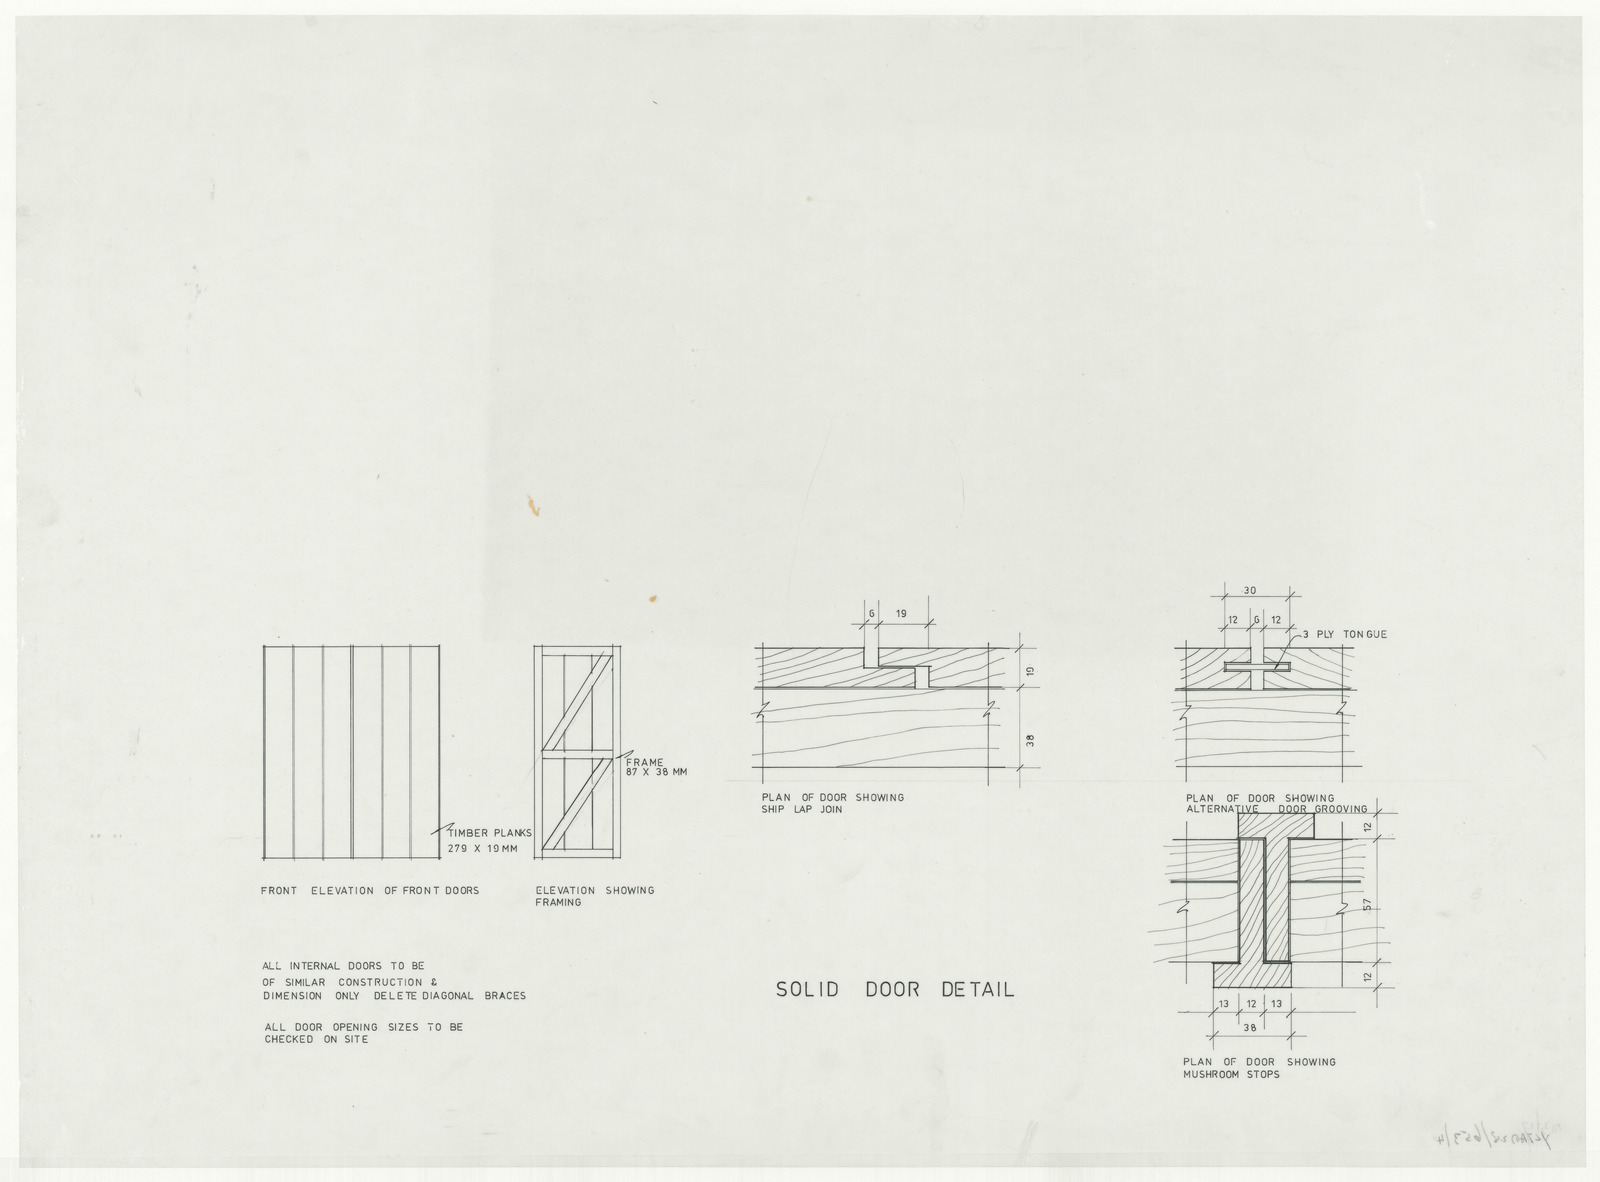 30
6 19
12 6 12
3 PLY TONGUE
19
38
FRAME
87 X 38 MM
TIMBER PLANKS
279 X 19 MM
PLAN OF DOOR SHOWING
SHIP LAP JOIN
PLAN OF DOOR SHOWING
ALTERNATIVE DOOR GROOVING
12
57
12
FRONT ELEVATION OF FRONT DOORS
ELEVATION SHOWING
FRAMING
ALL INTERNAL DOORS TO BE
OF SIMILAR CONSTRUCTION &
DIMENSION ONLY DELETE DIAGONAL BRACES
ALL DOOR OPENING SIZES TO BE
CHECKED ON SITE
SOLID DOOR DETAIL
13 12 13
38
PLAN OF DOOR SHOWING
MUSHROOM STOPS